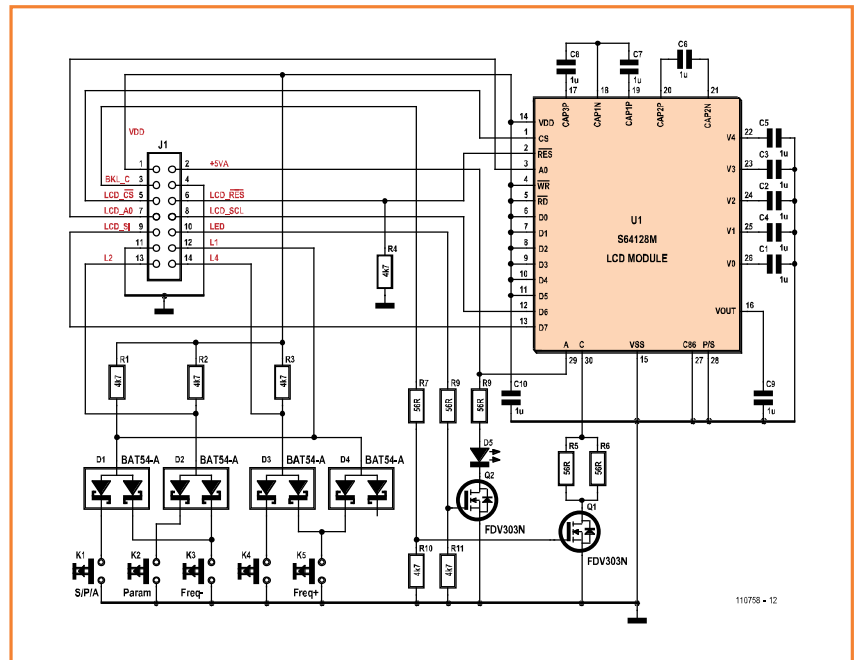 C8
1u
C7
1u
C6
1u
17
18
19
20
21
CAP3P
CAP1N
CAP1P
CAP2P
CAP2N
14 VDD
1 CS
2 RES
3 A0
4 WR
5 RD
6 D0
7 D1
8 D2
9 D3
10 D4
11 D5
12 D6
13 D7
U1
S64128M
LCD MODULE
V4 22 C5 1u
V3 23 C3 1u
V2 24 C2 1u
V1 25 C4 1u
V0 26 C1 1u
VOUT 16
A C VSS C86 P/S
29 30 15 27 28
VDD
J1
1 2 +5VA
BKL_C 3 4
LCD_CS 5 6 LCD_RES
LCD_A0 7 8 LCD_SCL
LCD_SI 9 10 LED
11 12 L1
L2 13 14 L4
R4
4k7
R1
4k7
R2
4k7
R3
4k7
R7
56R
R9
56R
R9
56R
C10
1u
C9
1u
D5
R5
56R
R6
56R
Q2
FDV303N
Q1
FDV303N
D1 BAT54-A
D2 BAT54-A
D3 BAT54-A
D4 BAT54-A
R10
4k7
R11
4k7
K1
K2
K3
K4
K5
S/P/A
Param
Freq-
Freq+
110758 - 12